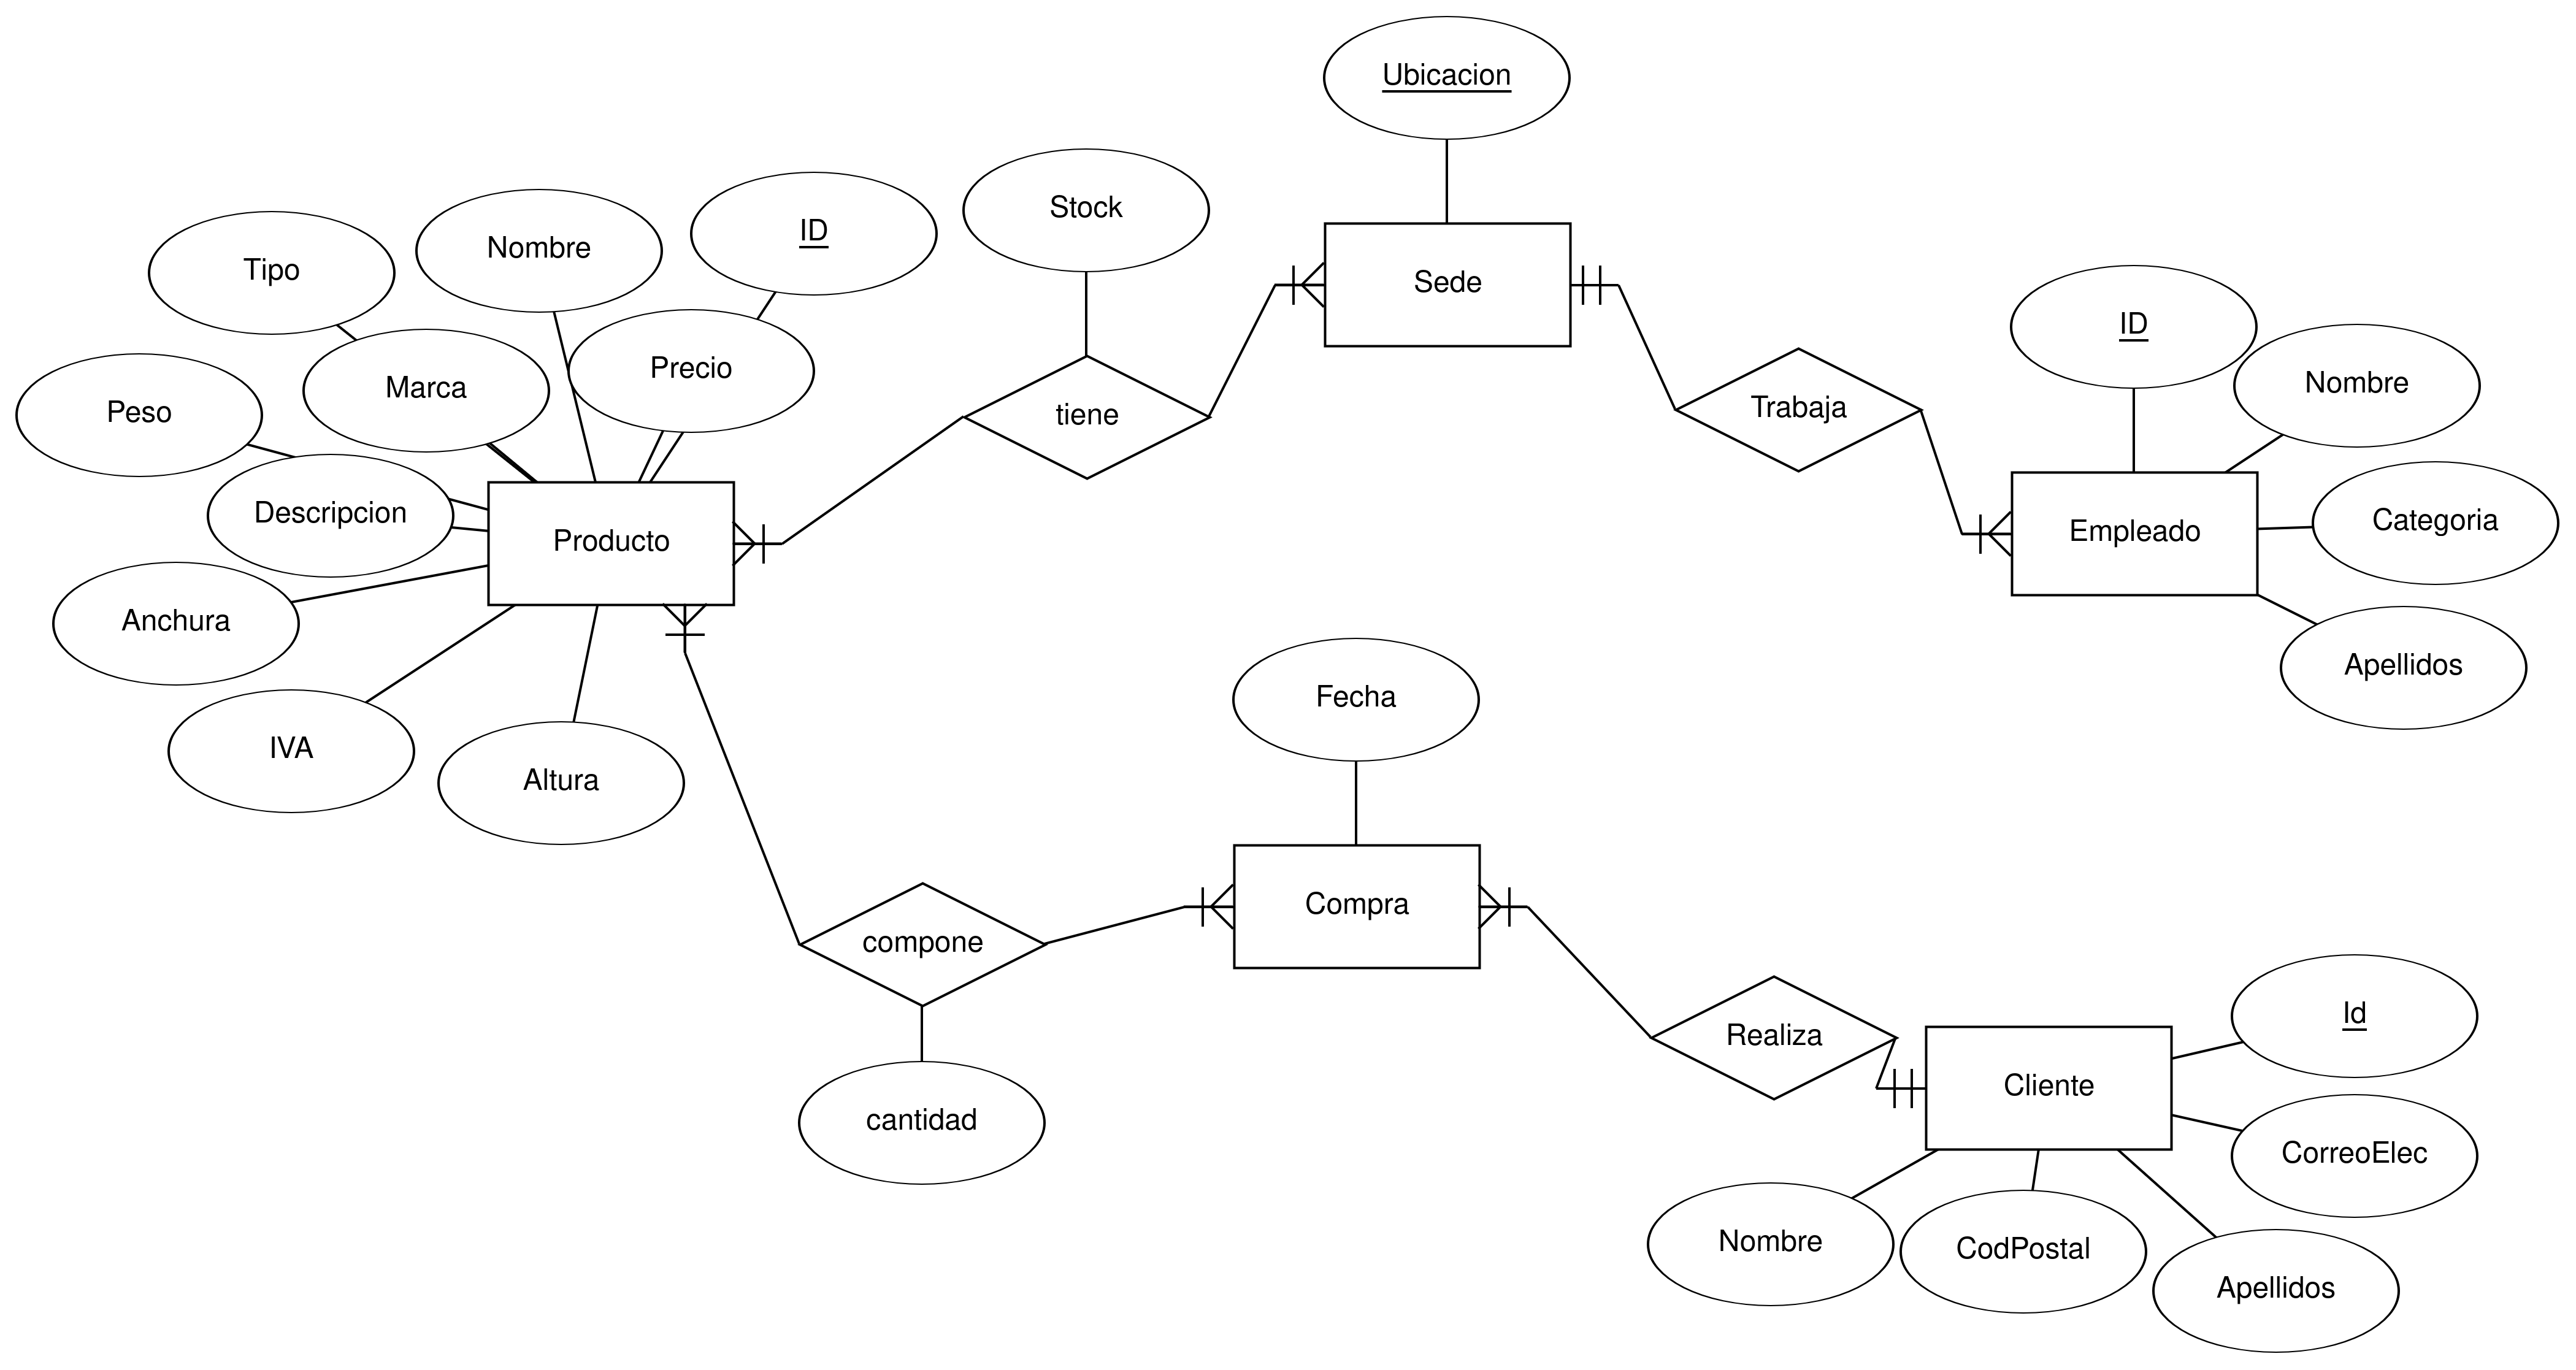 Ubicacion
Stock
ID
Nombre
Tipo
Sede
ID
Precio
Nombre
Marca
Trabaja
Peso
tiene
Descripcion
Categoria
Empleado
Producto
Anchura
Apellidos
Fecha
IVA
Altura
Compra
compone
Id
Realiza
Cliente
cantidad
CorreoElec
Nombre
CodPostal
Apellidos